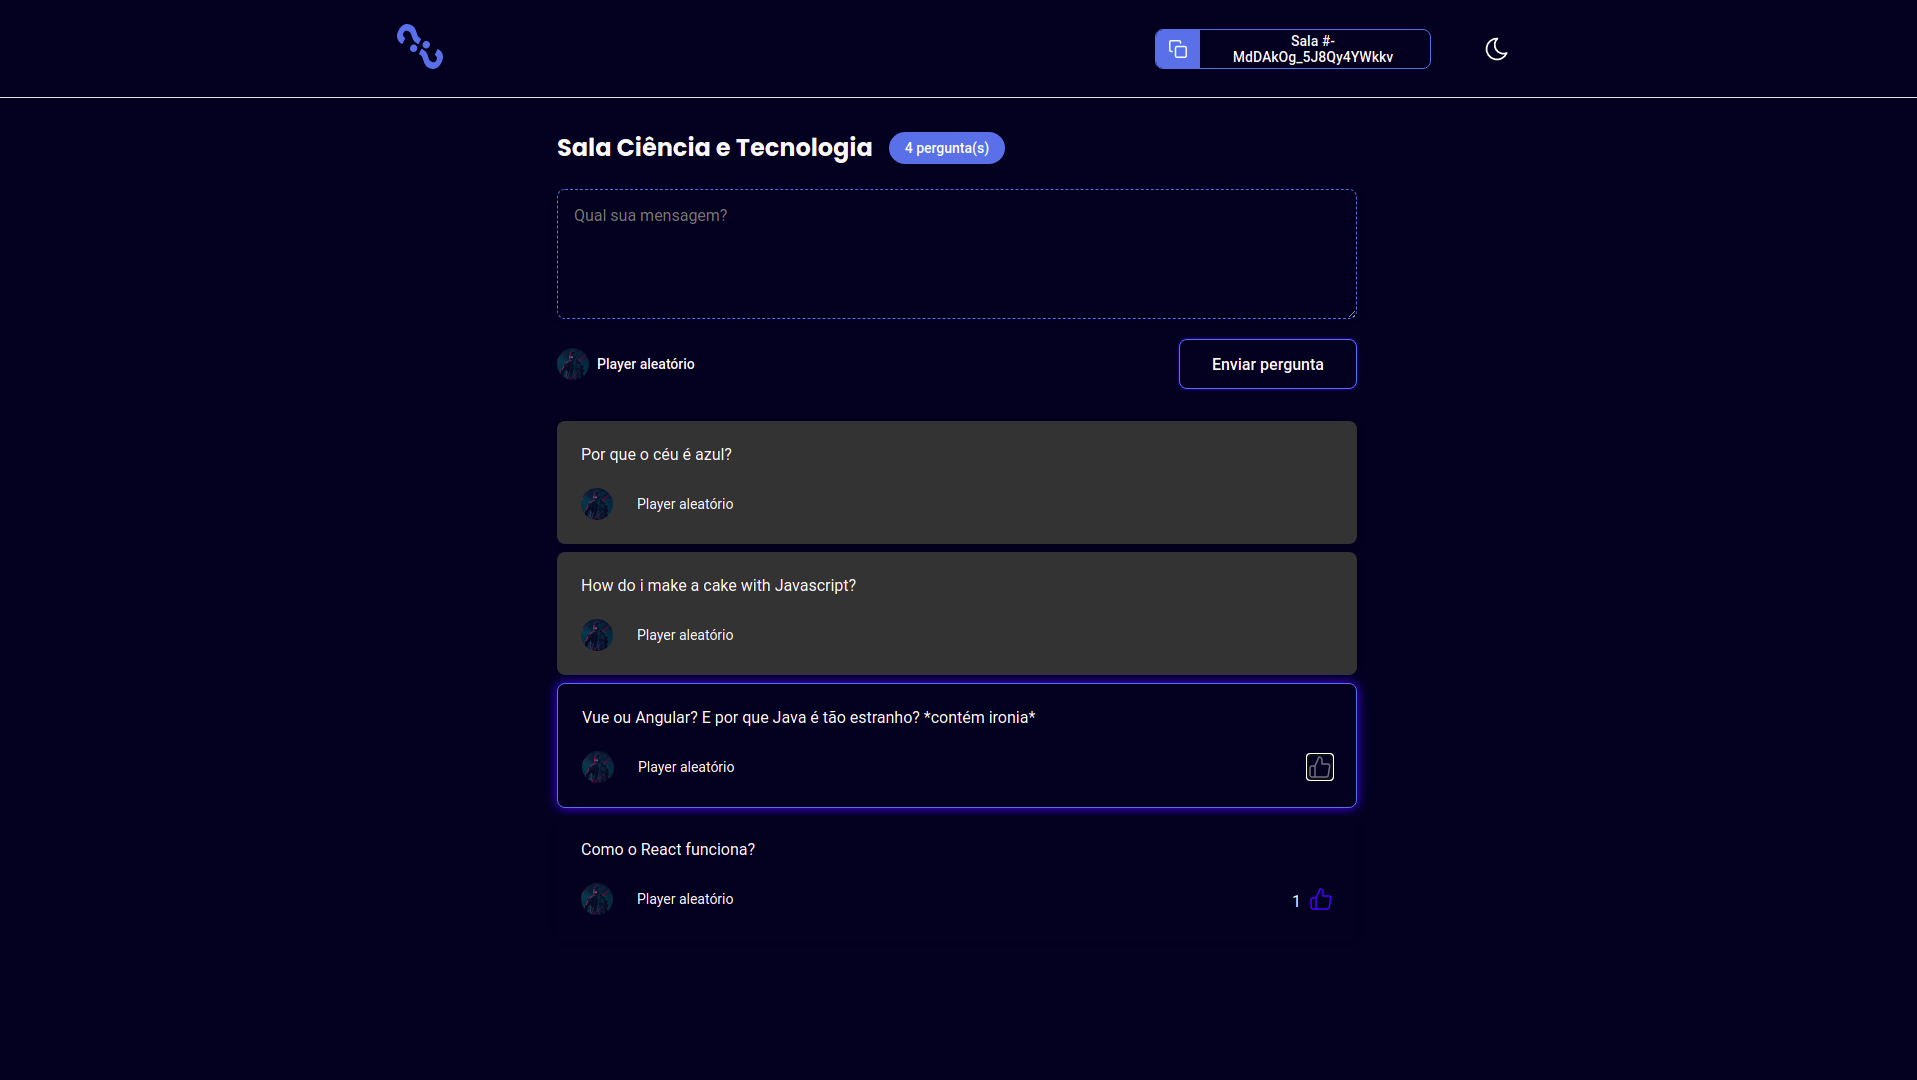 Sala #-
MdDAkOg_5J8Qy4YWkkv
Sala Ciência e Tecnologia
4 pergunta(s)
Qual sua mensagem?
Player aleatório
Enviar pergunta
Por que o céu é azul?
Player aleatório
How do i make a cake with Javascript?
Player aleatório
Vue ou Angular? E por que Java é tão estranho? *contém ironia*
Player aleatório
Como o React funciona?
Player aleatório
1